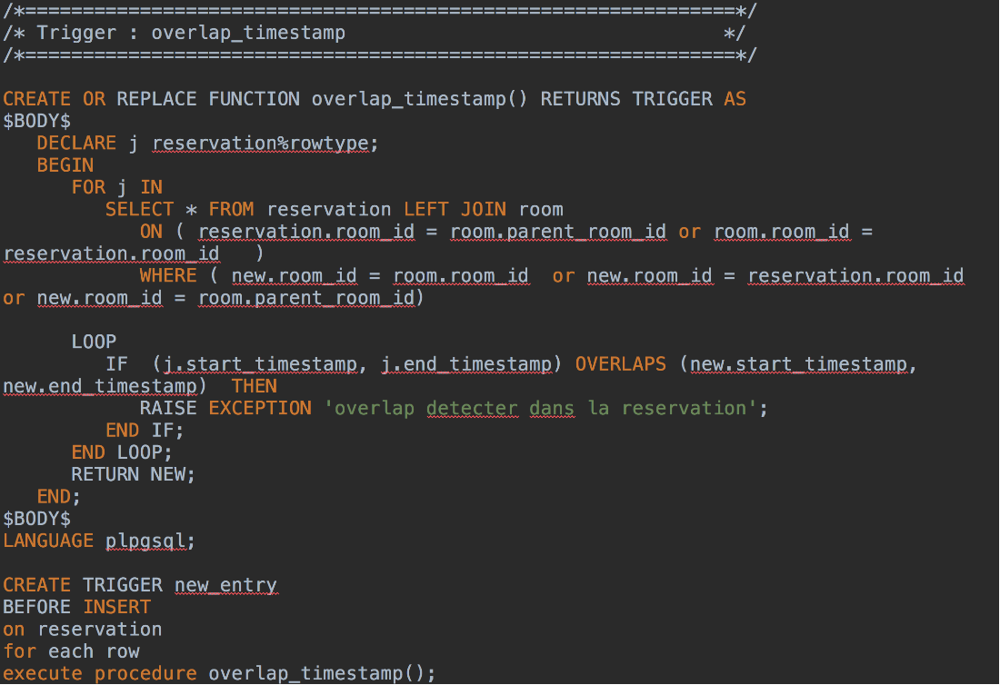 /*==============================================================*/
/* Trigger : overlap_timestamp                                 */
/*==============================================================*/

CREATE OR REPLACE FUNCTION overlap_timestamp() RETURNS TRIGGER AS
$BODY$
   DECLARE j reservation%rowtype;
   BEGIN
      FOR j IN
         SELECT * FROM reservation LEFT JOIN room
            ON ( reservation.room_id = room.parent_room_id or room.room_id =
reservation.room_id   )
            WHERE ( new.room_id = room.room_id  or new.room_id = reservation.room_id
or new.room_id = room.parent_room_id)

      LOOP
         IF  (j.start_timestamp, j.end_timestamp) OVERLAPS (new.start_timestamp,
new.end_timestamp)  THEN
            RAISE EXCEPTION 'overlap detecter dans la reservation';
         END IF;
      END LOOP;
      RETURN NEW;
   END;
$BODY$
LANGUAGE plpgsql;

CREATE TRIGGER new_entry
BEFORE INSERT
on reservation
for each row
execute procedure overlap_timestamp();